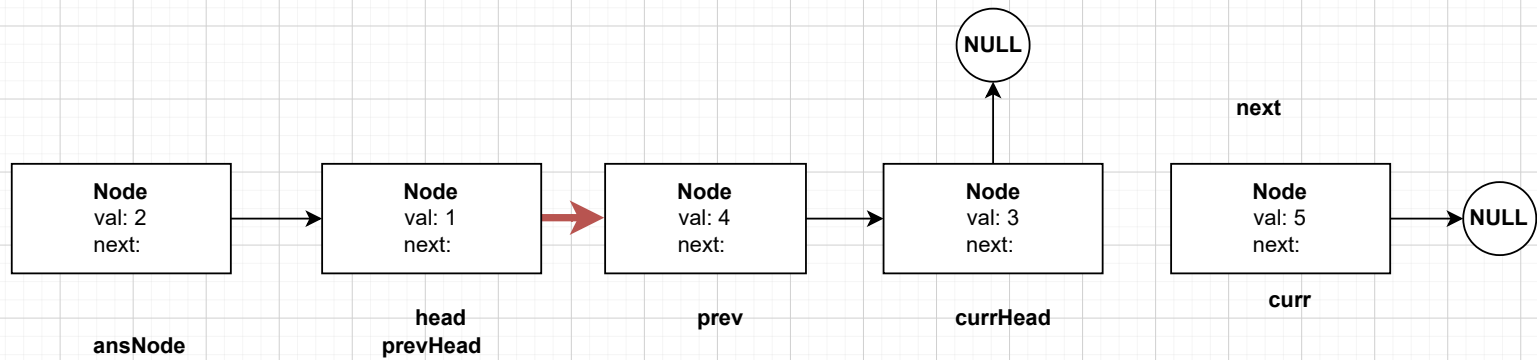 NULL
next
Node
val: 2
next:
Node
val: 1
next:
Node
val: 4
next:
Node
val: 3
next:
Node
val: 5
next:
NULL
ansNode
head
prevHead
prev
currHead
curr